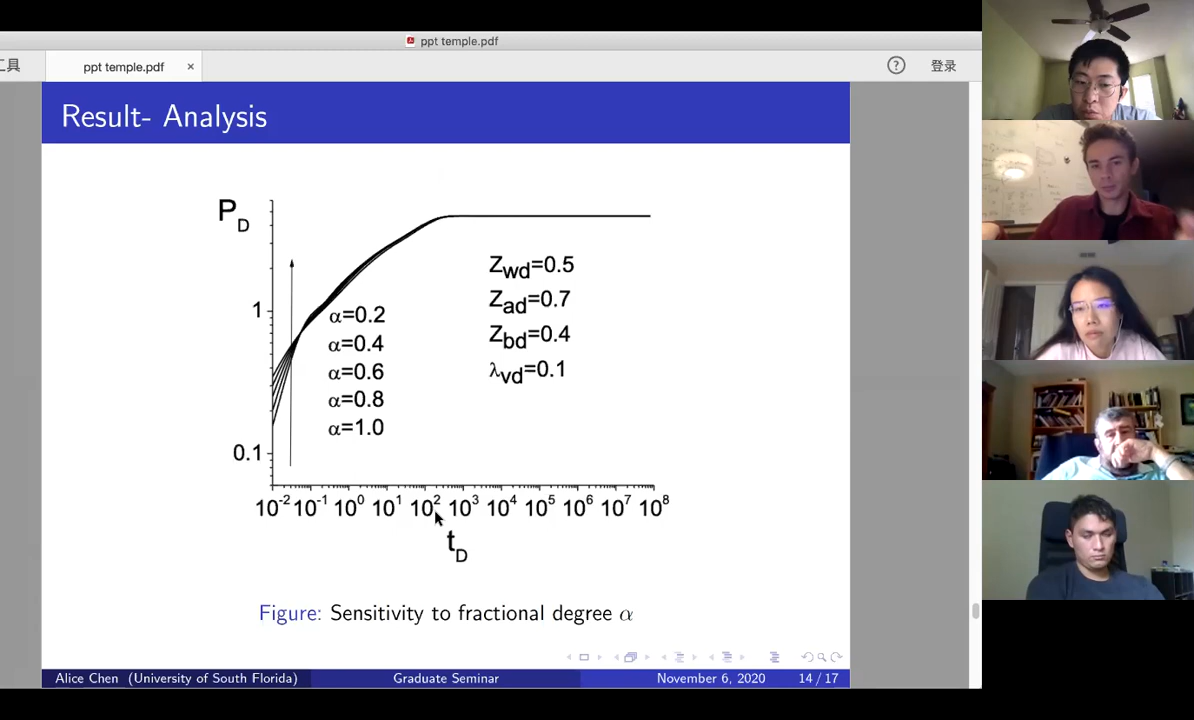 ppt temple.pdf
工具
ppt temple.pdf ×
? 登录
Result- Analysis
P_D
1
0.1
α=0.2
α=0.4
α=0.6
α=0.8
α=1.0
Z_wd=0.5
Z_ad=0.7
Z_bd=0.4
λ_vd=0.1
10^-2 10^-1 10^0 10^1 10^2 10^3 10^4 10^5 10^6 10^7 10^8
t_D
Figure: Sensitivity to fractional degree α
Alice Chen (University of South Florida) Graduate Seminar November 6, 2020 14 / 17